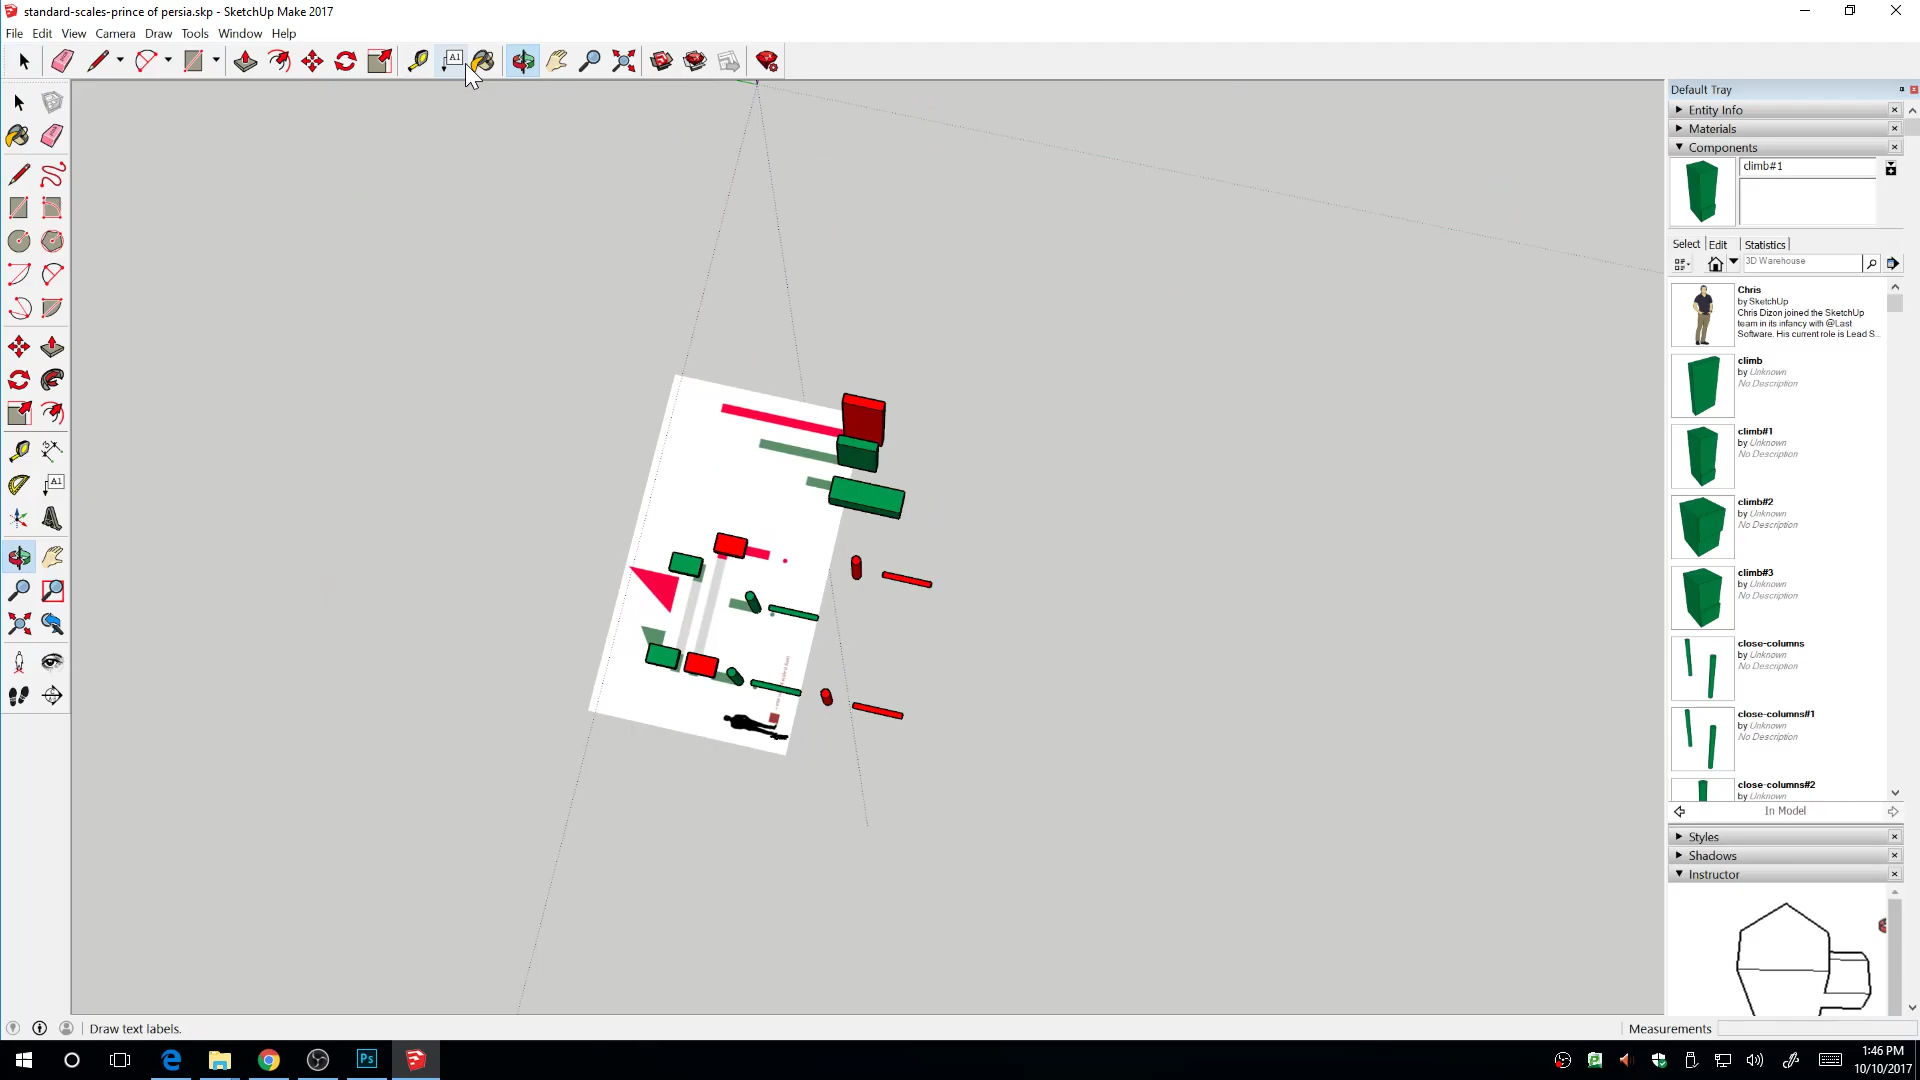 standard-scales-prince of persia.skp - SketchUp Make 2017
File Edit View Camera Draw Tools Window Help
A1
Default Tray
Entity Info
Materials
Components
climb#1
Select Edit Statistics
3D Warehouse
Chris
by SketchUp
Chris Dizon joined the SketchUp
team in its infancy with @Last
Software. His current role is Lead S...
climb
by Unknown
No Description
climb#1
by Unknown
No Description
climb#2
by Unknown
No Description
climb#3
by Unknown
No Description
close-columns
by Unknown
No Description
close-columns#1
by Unknown
No Description
close-columns#2
by Unknown
In Model
Styles
Shadows
Instructor
A1
Draw text labels.
Measurements
Ps
1:46 PM
10/10/2017